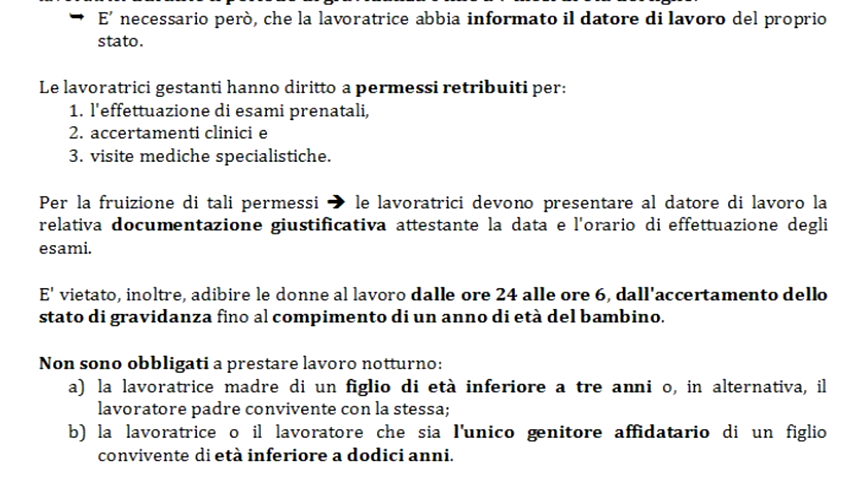 ➥ E' necessario però, che la lavoratrice abbia informato il datore di lavoro del proprio
stato.
Le lavoratrici gestanti hanno diritto a permessi retribuiti per:
1. l'effettuazione di esami prenatali,
2. accertamenti clinici e
3. visite mediche specialistiche.
Per la fruizione di tali permessi ➔ le lavoratrici devono presentare al datore di lavoro la
relativa documentazione giustificativa attestante la data e l'orario di effettuazione degli
esami.
E' vietato, inoltre, adibire le donne al lavoro dalle ore 24 alle ore 6, dall'accertamento dello
stato di gravidanza fino al compimento di un anno di età del bambino.
Non sono obbligati a prestare lavoro notturno:
a) la lavoratrice madre di un figlio di età inferiore a tre anni o, in alternativa, il
lavoratore padre convivente con la stessa;
b) la lavoratrice o il lavoratore che sia l'unico genitore affidatario di un figlio
convivente di età inferiore a dodici anni.